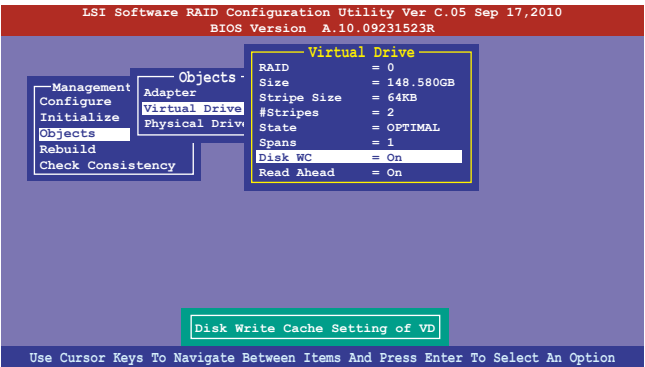 LSI Software RAID Configuration Utility Ver C.05 Sep 17,2010
BIOS Version  A.10.09231523R
Management
Configure
Initialize
Objects
Rebuild
Check Consistency
Objects
Adapter
Virtual Drive
Physical Driv
Virtual Drive
RAID = 0
Size = 148.580GB
Stripe Size = 64KB
#Stripes = 2
State = OPTIMAL
Spans = 1
Disk WC = On
Read Ahead = On
Disk Write Cache Setting of VD
Use Cursor Keys To Navigate Between Items And Press Enter To Select An Option